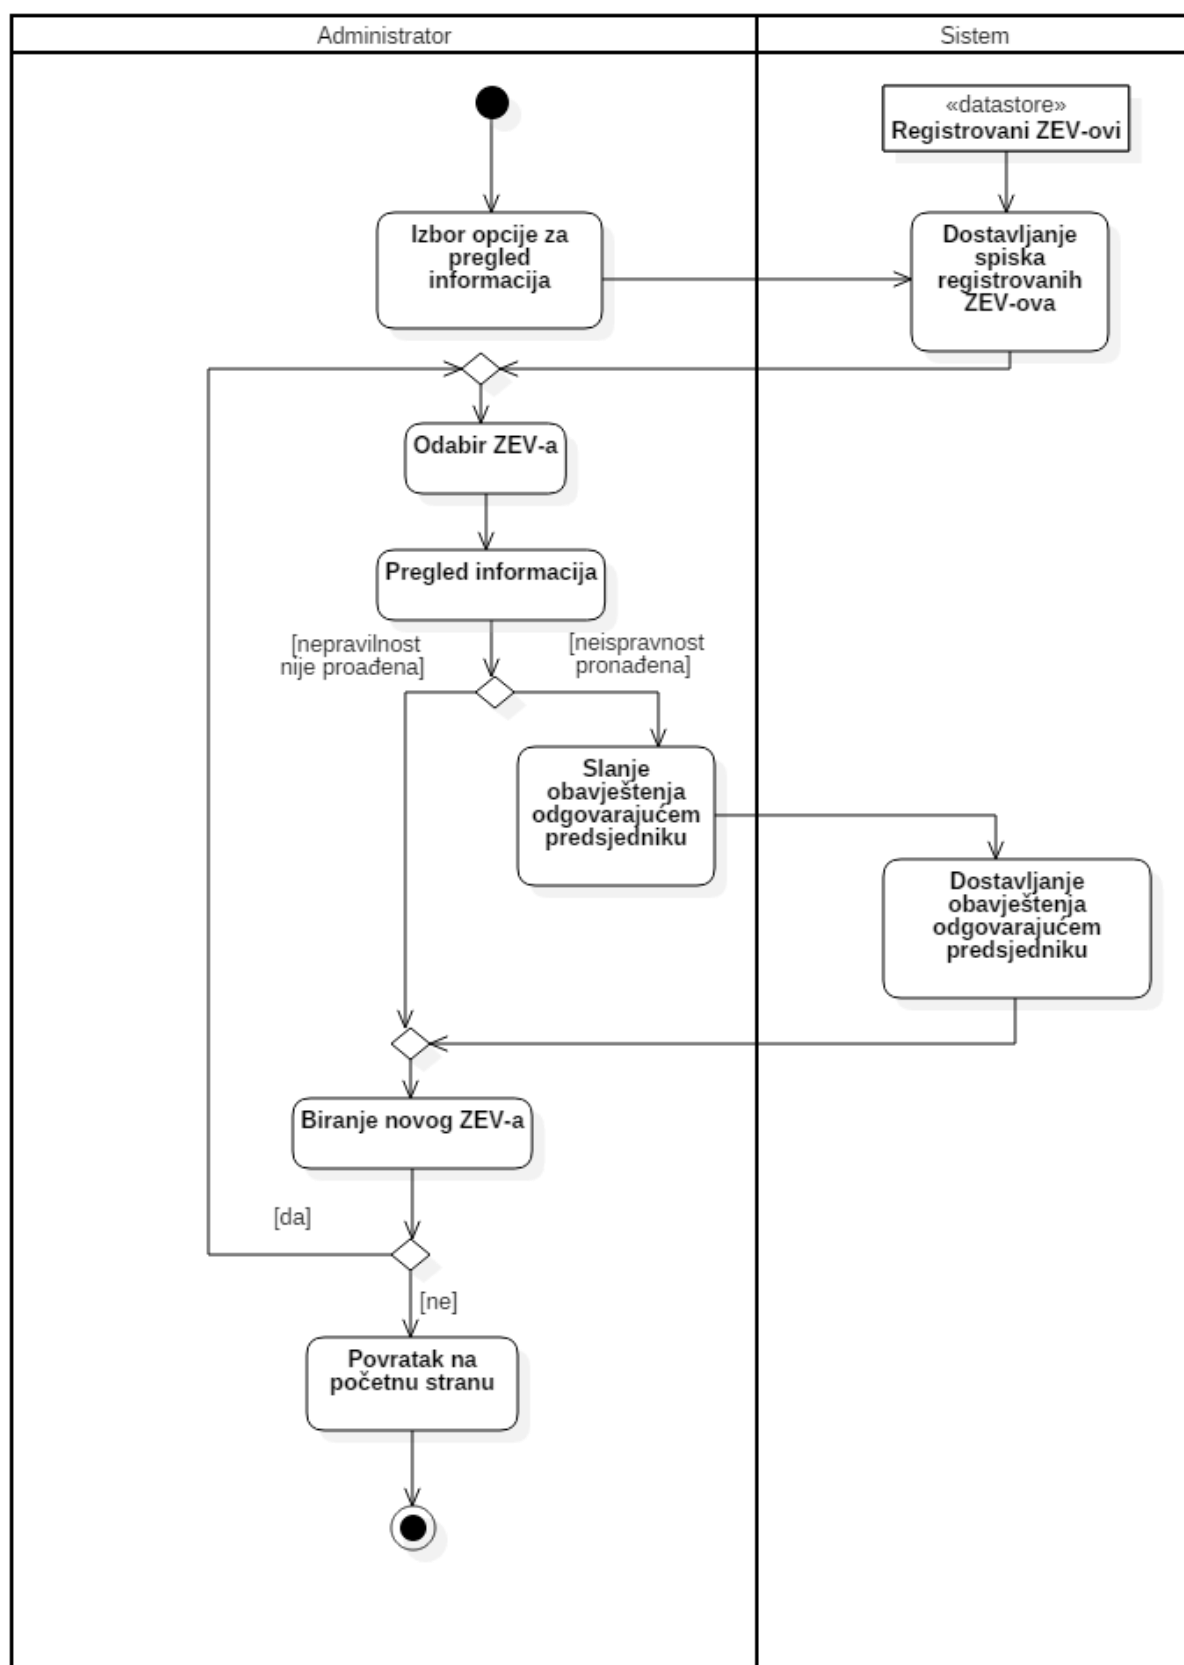 Administrator
Sistem
«datastore»
Registrovani ZEV-ovi
Izbor opcije za
pregled
informacija
Dostavljanje
spiska
registrovanih
ZEV-ova
Odabir ZEV-a
Pregled informacija
[nepravilnost
nije proađena]
[neispravnost
pronađena]
Slanje
obavještenja
odgovarajućem
predsjedniku
Dostavljanje
obavještenja
odgovarajućem
predsjedniku
Biranje novog ZEV-a
[da]
[ne]
Povratak na
početnu stranu